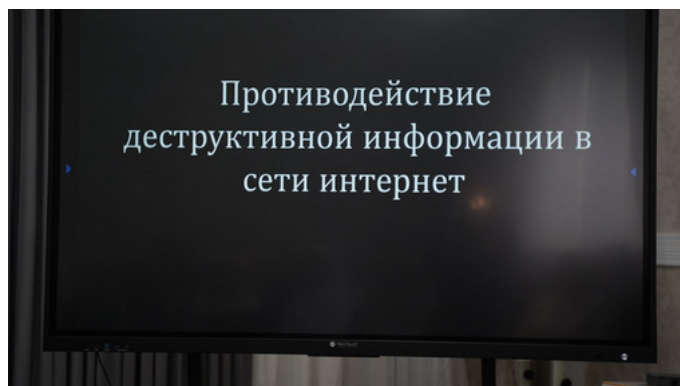 Противодействие
деструктивной информации в
сети интернет